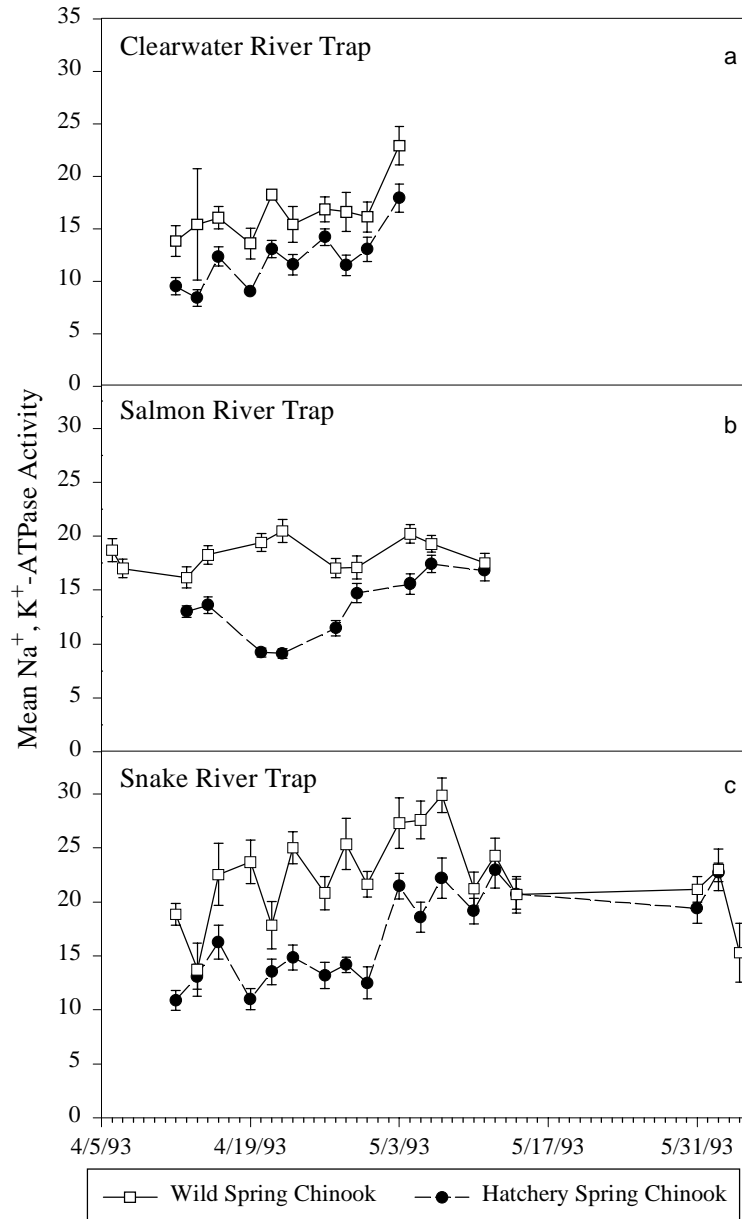 35
Clearwater River Trap
a
30
25
20
15
10
5
0
Salmon River Trap
b
30
25
20
15
10
5
0
Snake River Trap
c
30
25
20
15
10
5
0
Mean Na⁺, K⁺-ATPase Activity
4/5/93 4/19/93 5/3/93 5/17/93 5/31/93
Wild Spring Chinook Hatchery Spring Chinook